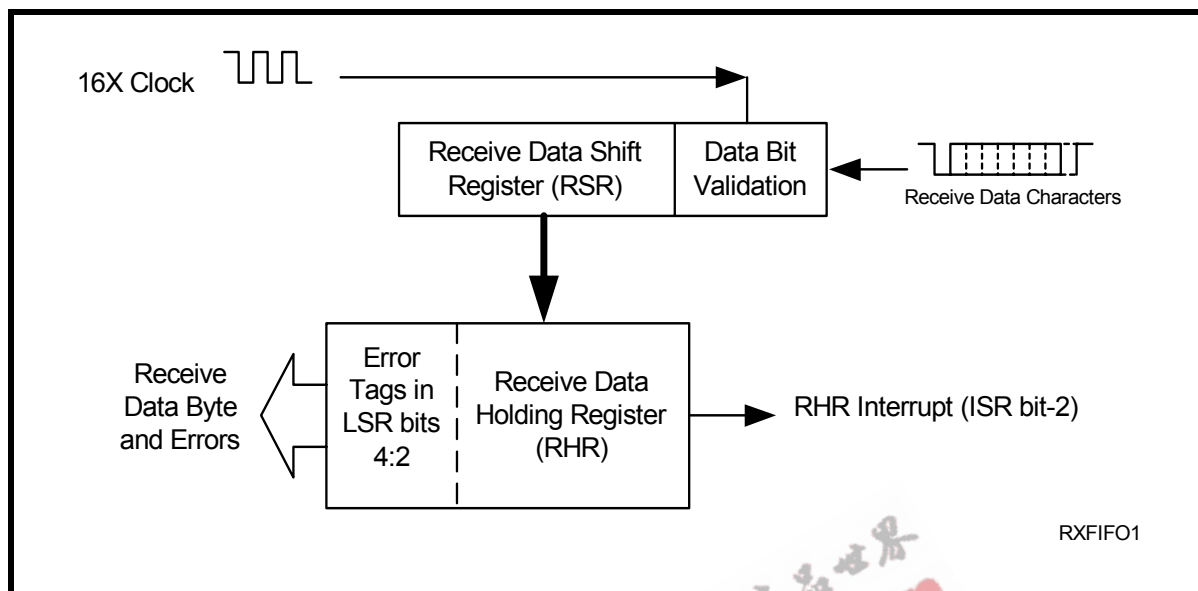 16X Clock
Receive Data Shift
Register (RSR)
Data Bit
Validation
Receive Data Characters
Receive
Data Byte
and Errors
Error
Tags in
LSR bits
4:2
Receive Data
Holding Register
(RHR)
RHR Interrupt (ISR bit-2)
RXFIFO1